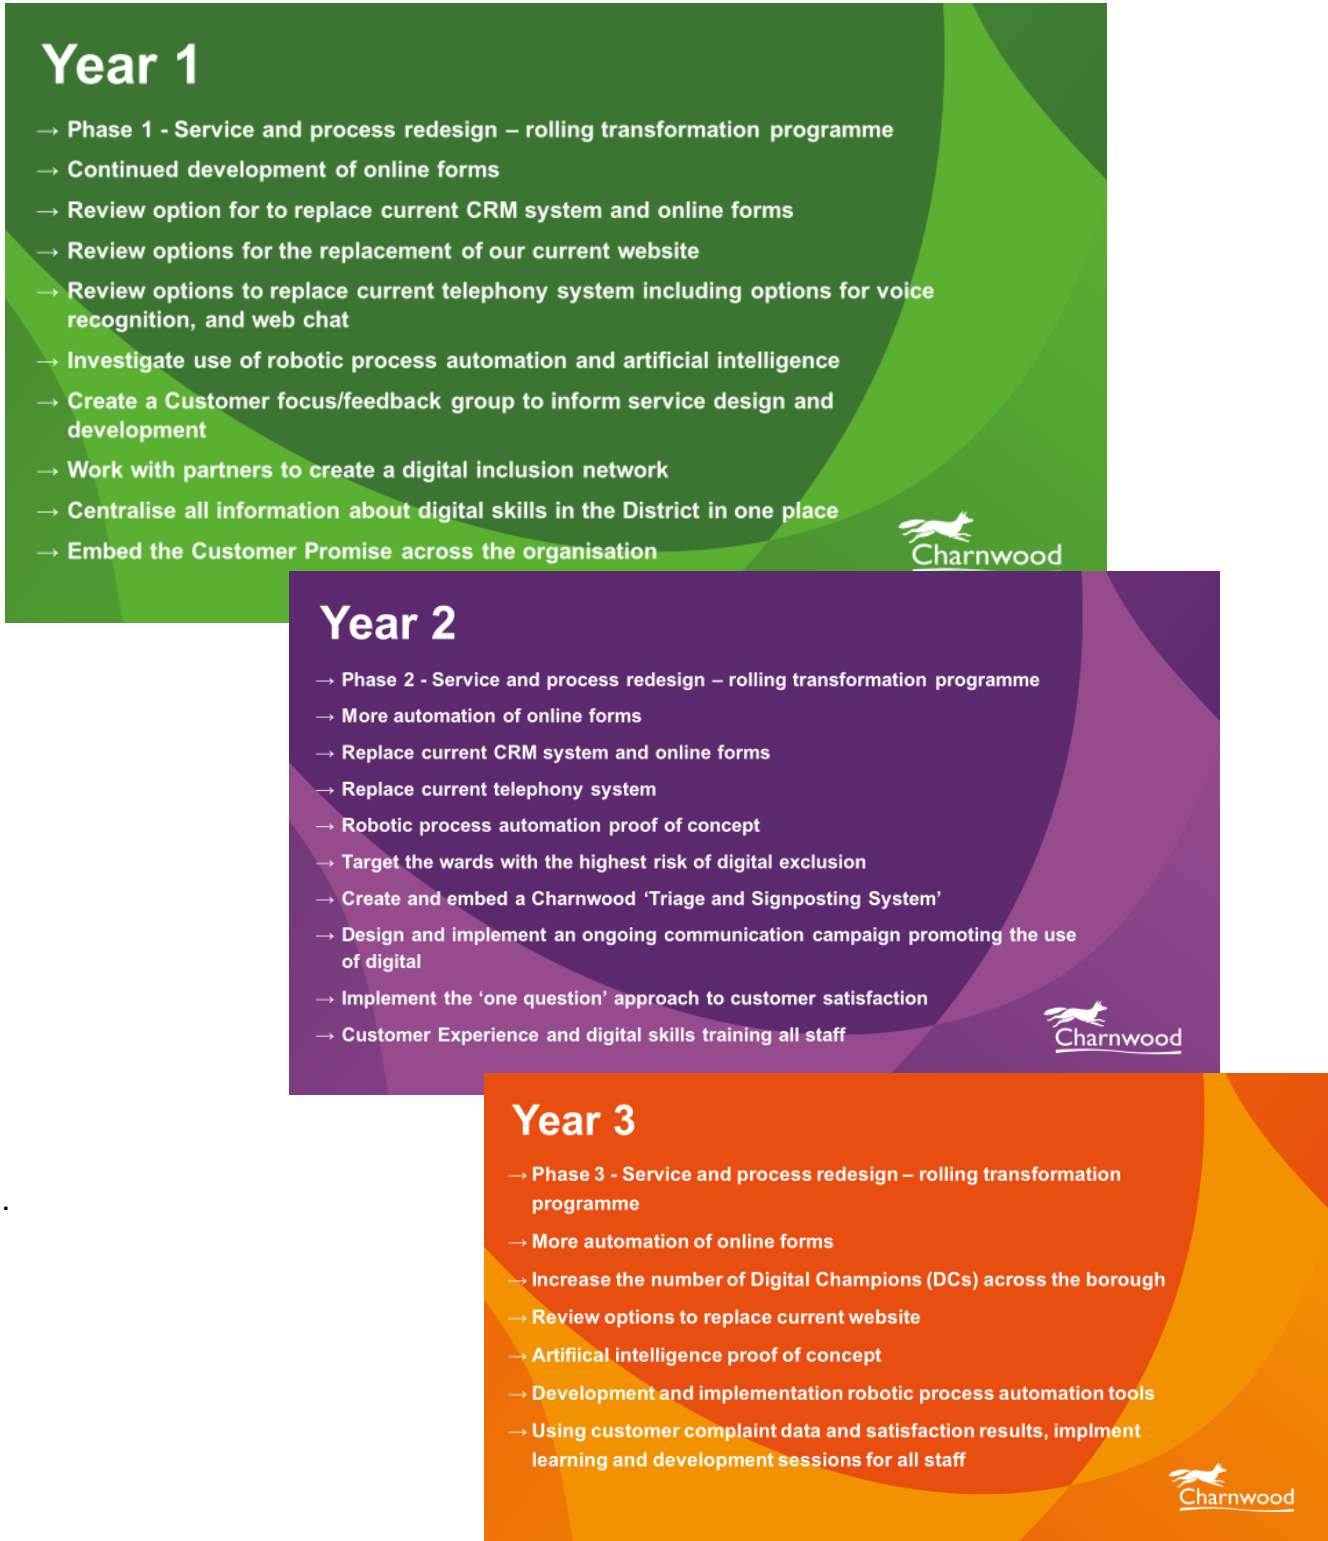 Year 1
→ Phase 1 - Service and process redesign – rolling transformation programme
→ Continued development of online forms
→ Review option for to replace current CRM system and online forms
→ Review options for the replacement of our current website
→ Review options to replace current telephony system including options for voice
recognition, and web chat
→ Investigate use of robotic process automation and artificial intelligence
→ Create a Customer focus/feedback group to inform service design and
development
→ Work with partners to create a digital inclusion network
→ Centralise all information about digital skills in the District in one place
→ Embed the Customer Promise across the organisation
Charnwood
Year 2
→ Phase 2 - Service and process redesign – rolling transformation programme
→ More automation of online forms
→ Replace current CRM system and online forms
→ Replace current telephony system
→ Robotic process automation proof of concept
→ Target the wards with the highest risk of digital exclusion
→ Create and embed a Charnwood ‘Triage and Signposting System’
→ Design and implement an ongoing communication campaign promoting the use
of digital
→ Implement the ‘one question’ approach to customer satisfaction
→ Customer Experience and digital skills training all staff
Charnwood
Year 3
→ Phase 3 - Service and process redesign – rolling transformation
programme
→ More automation of online forms
→ Increase the number of Digital Champions (DCs) across the borough
→ Review options to replace current website
→ Artifiical intelligence proof of concept
→ Development and implementation robotic process automation tools
→ Using customer complaint data and satisfaction results, implment
learning and development sessions for all staff
Charnwood
.